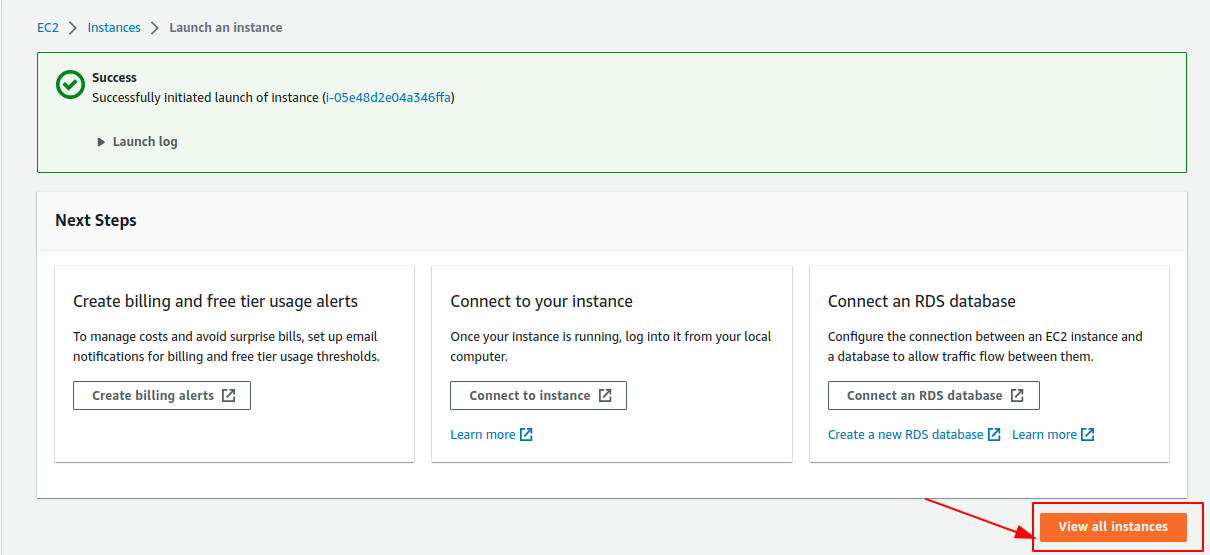 EC2 > Instances > Launch an instance
Success
Successfully initiated launch of instance (i-05e48d2e04a346ffa)
Launch log
Next Steps
Create billing and free tier usage alerts
To manage costs and avoid surprise bills, set up email
notifications for billing and free tier usage thresholds.
Create billing alerts
Connect to your instance
Once your instance is running, log into it from your local
computer.
Connect to instance
Learn more
Connect an RDS database
Configure the connection between an EC2 instance and
a database to allow traffic flow between them.
Connect an RDS database
Create a new RDS database Learn more
View all instances